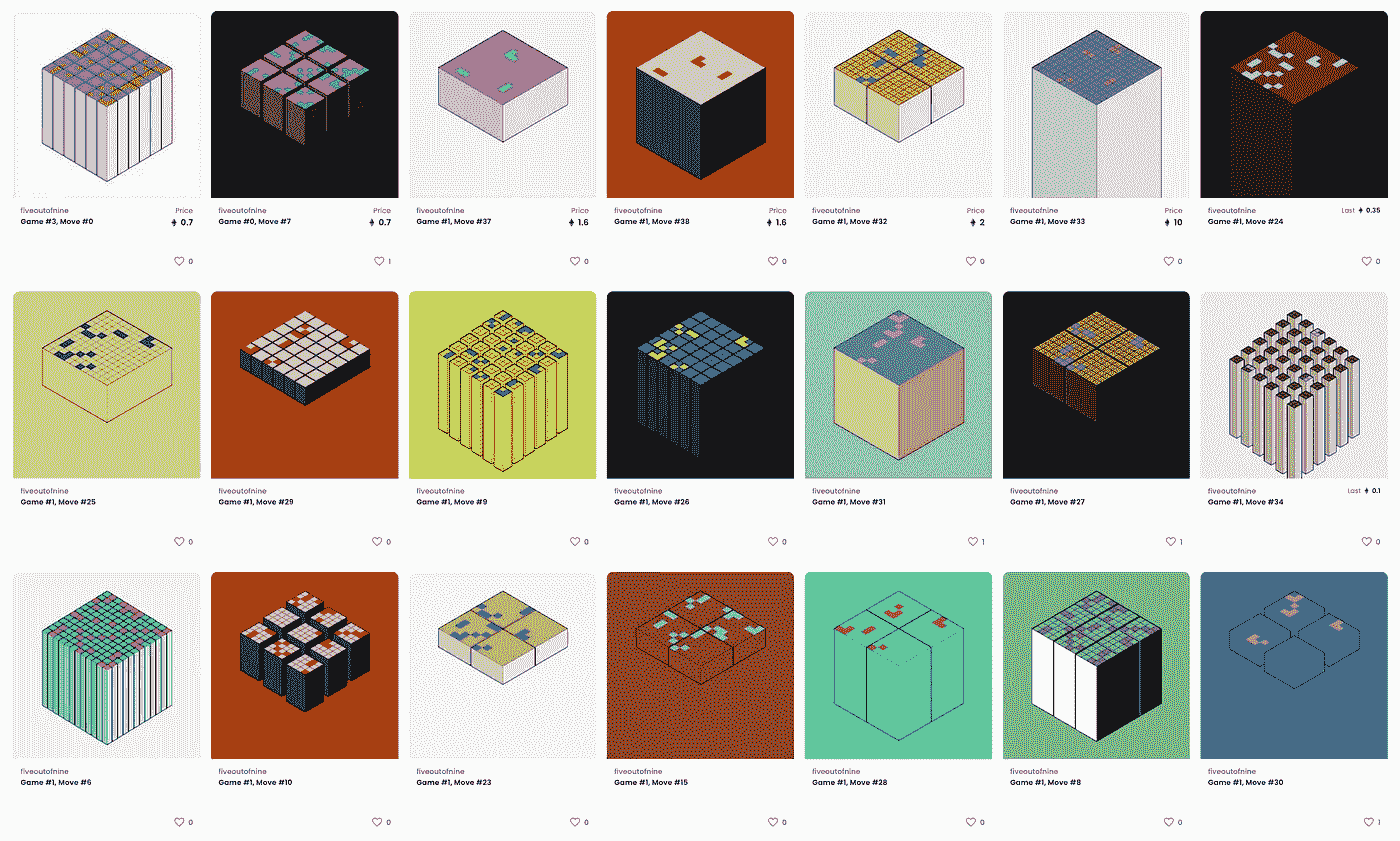 fiveoutofnine Price
Game #3, Move #0 0.7
0
fiveoutofnine Price
Game #0, Move #7 0.7
1
fiveoutofnine Price
Game #1, Move #37 1.6
0
fiveoutofnine Price
Game #1, Move #38 1.6
0
fiveoutofnine Price
Game #1, Move #32 2
0
fiveoutofnine Price
Game #1, Move #33 10
0
fiveoutofnine Last 0.35
Game #1, Move #24
0
fiveoutofnine
Game #1, Move #25
0
fiveoutofnine
Game #1, Move #29
0
fiveoutofnine
Game #1, Move #9
0
fiveoutofnine
Game #1, Move #26
0
fiveoutofnine
Game #1, Move #31
1
fiveoutofnine
Game #1, Move #27
1
fiveoutofnine Last 0.1
Game #1, Move #34
0
fiveoutofnine
Game #1, Move #6
0
fiveoutofnine
Game #1, Move #10
0
fiveoutofnine
Game #1, Move #23
0
fiveoutofnine
Game #1, Move #15
0
fiveoutofnine
Game #1, Move #28
0
fiveoutofnine
Game #1, Move #8
0
fiveoutofnine
Game #1, Move #30
1